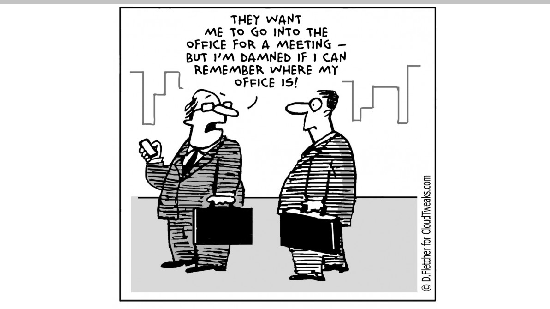 THEY WANT
ME TO GO INTO THE
OFFICE FOR A MEETING –
BUT I'M DAMNED IF I CAN
REMEMBER WHERE MY
OFFICE IS!
© D.Fletcher for CloudTweaks.com